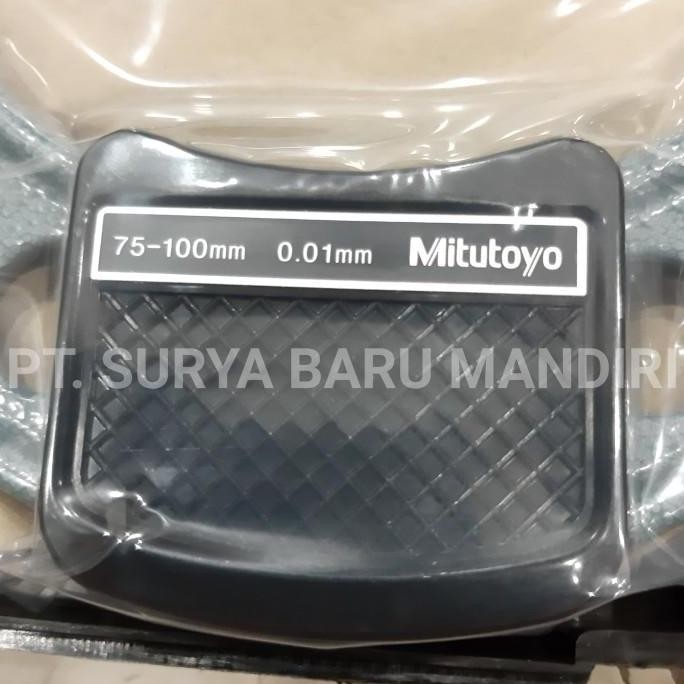 75-100mm 0.01mm Mitutoyo
PT. SURYA BARU MANDIRI